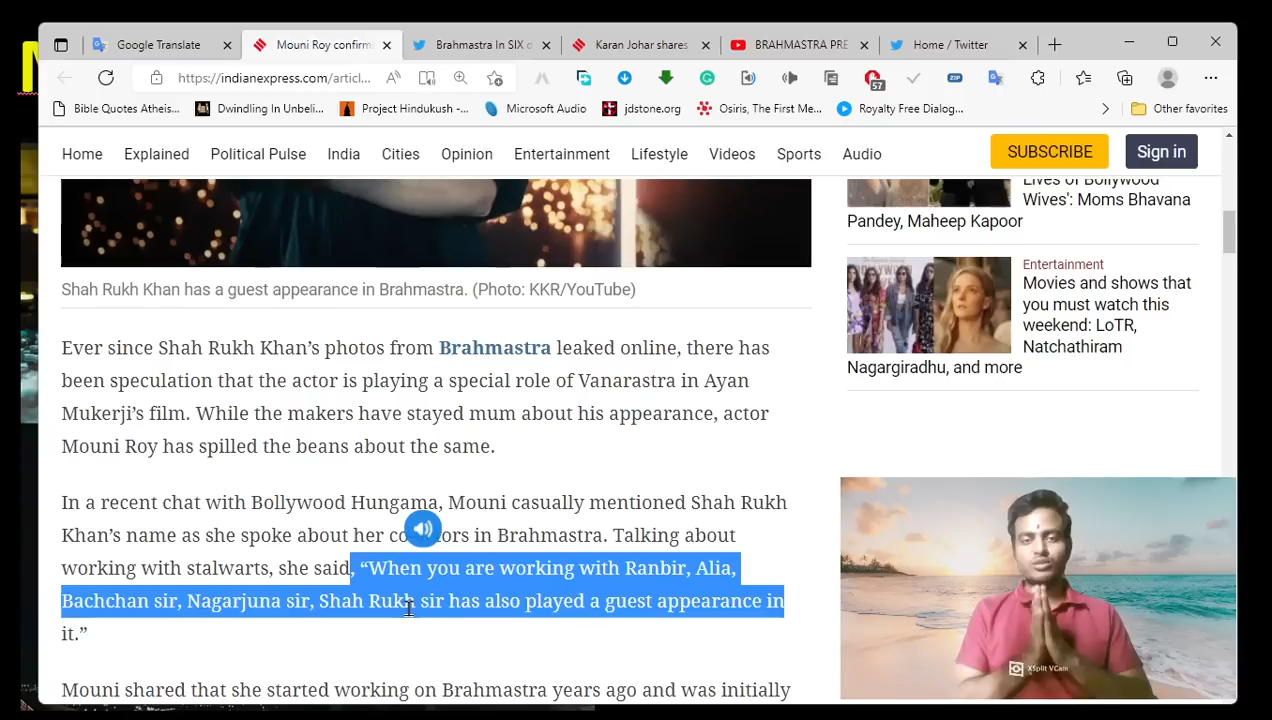 Google Translate
Mouni Roy confirm
Brahmastra In SIX d
Karan Johar shares
BRAHMASTRA PRE
Home / Twitter
https://indianexpress.com/articl...
57
ZIP
Bible Quotes Atheis...
Dwindling In Unbeli...
Project Hindukush -...
Microsoft Audio
jdstone.org
Osiris, The First Me...
Royalty Free Dialog...
Other favorites
Home Explained Political Pulse India Cities Opinion Entertainment Lifestyle Videos Sports Audio
SUBSCRIBE
Sign in
Shah Rukh Khan has a guest appearance in Brahmastra. (Photo: KKR/YouTube)
Ever since Shah Rukh Khan’s photos from Brahmastra leaked online, there has
been speculation that the actor is playing a special role of Vanarastra in Ayan
Mukerji’s film. While the makers have stayed mum about his appearance, actor
Mouni Roy has spilled the beans about the same.
In a recent chat with Bollywood Hungama, Mouni casually mentioned Shah Rukh
Khan’s name as she spoke about her in Brahmastra. Talking about
working with stalwarts, she said, “When you are working with Ranbir, Alia,
Bachchan sir, Nagarjuna sir, Shah Rukh sir has also played a guest appearance in
it.”
Mouni shared that she started working on Brahmastra years ago and was initially
Lives of Bollywood
Wives': Moms Bhavana
Pandey, Maheep Kapoor
Entertainment
Movies and shows that
you must watch this
weekend: LoTR,
Natchathiram
Nagargiradhu, and more
XSplit VCam